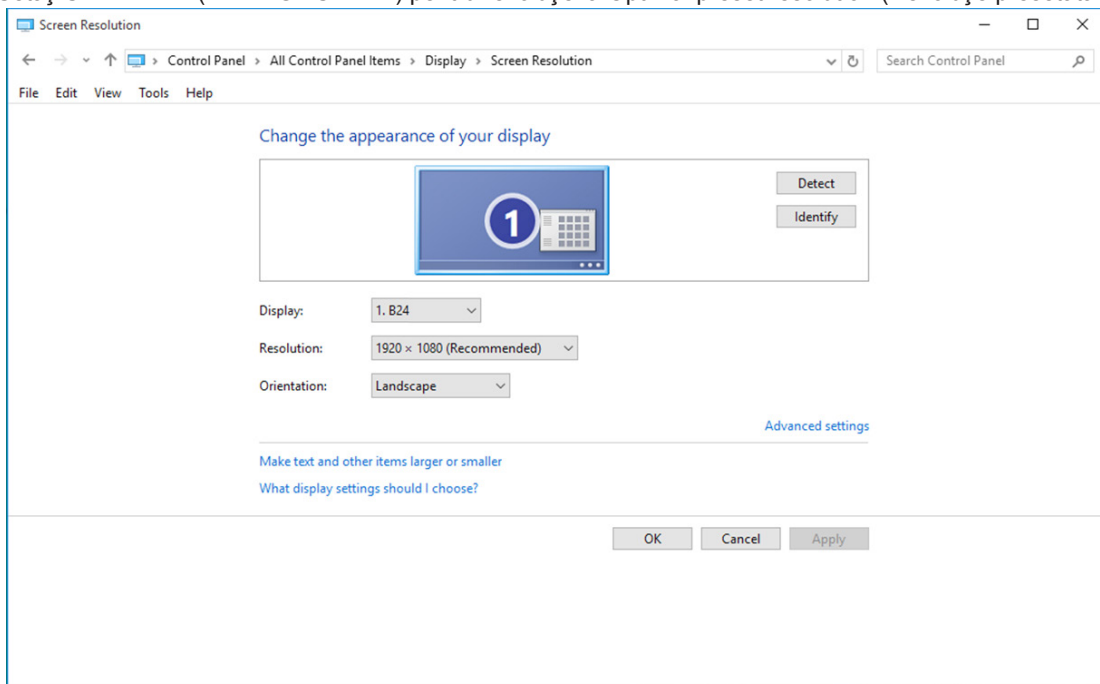 Screen Resolution
Control Panel > All Control Panel Items > Display > Screen Resolution
Search Control Panel
File Edit View Tools Help
Change the appearance of your display
1
Detect
Identify
Display: 1. B24
Resolution: 1920 × 1080 (Recommended)
Orientation: Landscape
Advanced settings
Make text and other items larger or smaller
What display settings should I choose?
OK Cancel Apply